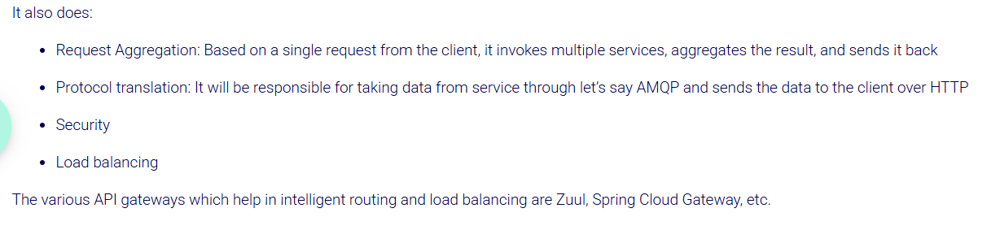 It also does:
• Request Aggregation: Based on a single request from the client, it invokes multiple services, aggregates the result, and sends it back
• Protocol translation: It will be responsible for taking data from service through let’s say AMQP and sends the data to the client over HTTP
• Security
• Load balancing
The various API gateways which help in intelligent routing and load balancing are Zuul, Spring Cloud Gateway, etc.